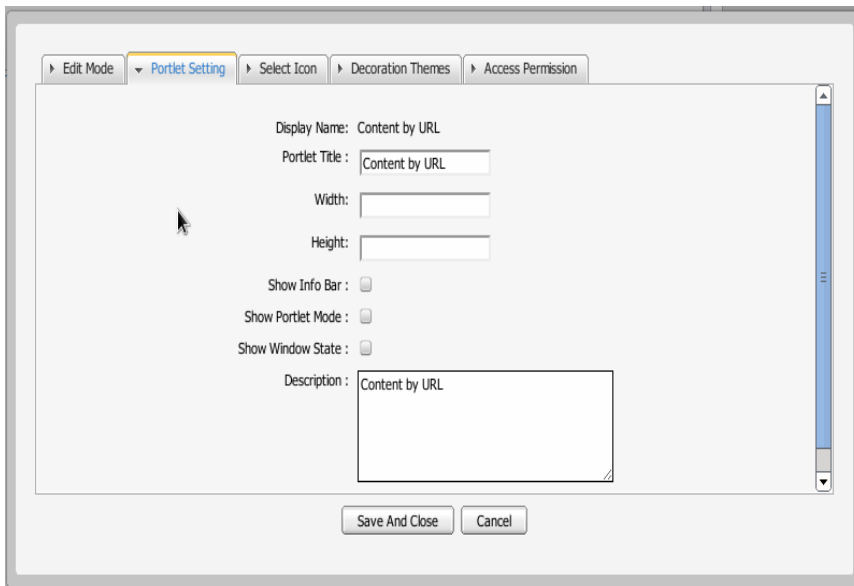 Edit Mode Portlet Setting Select Icon Decoration Themes Access Permission
Display Name: Content by URL
Portlet Title : Content by URL
Width:
Height:
Show Info Bar :
Show Portlet Mode :
Show Window State :
Description : Content by URL
Save And Close Cancel